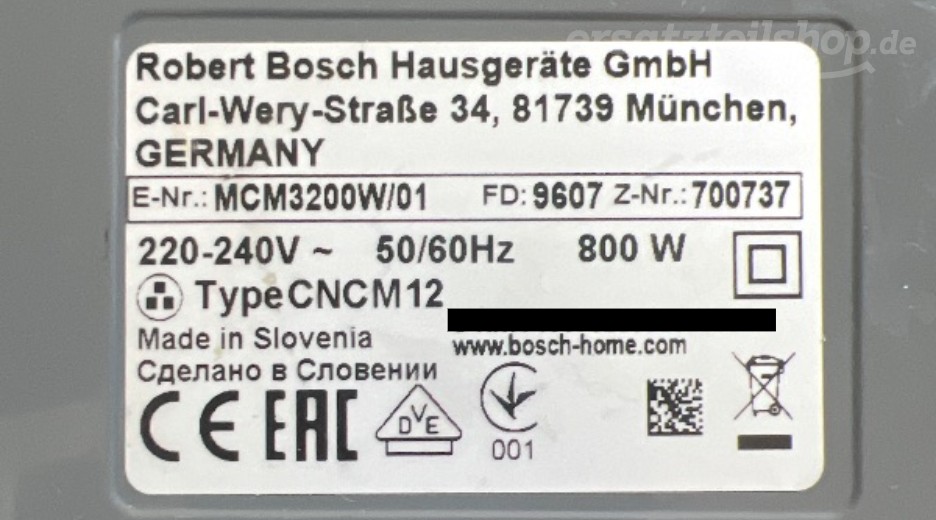 ersatzteilshop.de
Robert Bosch Hausgeräte GmbH
Carl-Wery-Straße 34, 81739 München,
GERMANY
E-Nr.: MCM3200W/01 FD: 9607 Z-Nr.: 700737
220-240V ~ 50/60Hz 800 W
Type CNCM12
Made in Slovenia
www.bosch-home.com
Сделано в Словении
CE EAC DVE
001